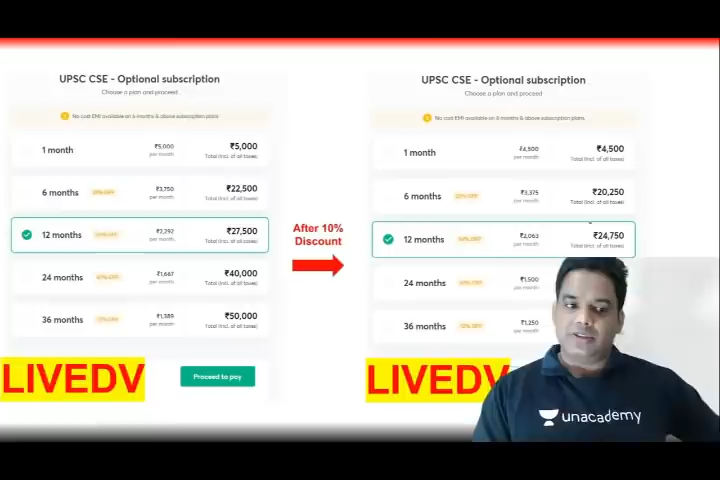 UPSC CSE - Optional subscription
Choose a plan and proceed
No cost EMI available on 6 months & above subscription plans
1 month ₹5,000 per month ₹5,000 Total (Incl. of all taxes)
6 months ₹3,750 per month ₹22,500 Total (Incl. of all taxes)
12 months ₹2,292 per month ₹27,500 Total (Incl. of all taxes)
24 months ₹1,667 per month ₹40,000 Total (Incl. of all taxes)
36 months ₹1,389 per month ₹50,000 Total (Incl. of all taxes)
LIVEDV
Proceed to pay
After 10%
Discount
UPSC CSE - Optional subscription
Choose a plan and proceed
No cost EMI available on 6 months & above subscription plans.
1 month ₹4,500 per month ₹4,500 Total (Incl. of all taxes)
6 months ₹3,375 per month ₹20,250 Total (Incl. of all taxes)
12 months ₹2,063 per month ₹24,750 Total (Incl. of all taxes)
24 months ₹1,500 per month
36 months ₹1,250 per month
LIVEDV
unacademy